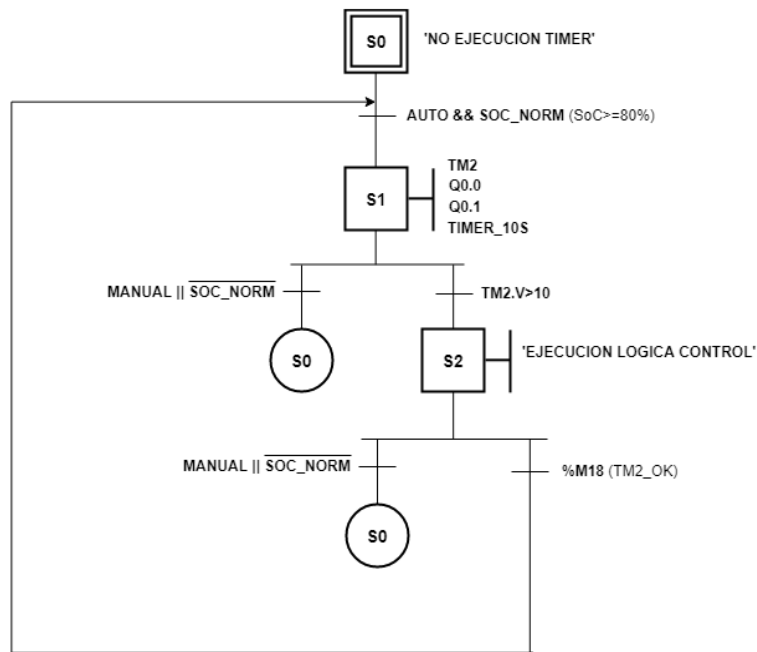 S0
'NO EJECUCION TIMER'
AUTO && SOC_NORM (SoC>=80%)
S1
TM2
Q0.0
Q0.1
TIMER_10S
MANUAL || SOC_NORM
TM2.V>10
S0
S2
'EJECUCION LOGICA CONTROL'
MANUAL || SOC_NORM
%M18 (TM2_OK)
S0